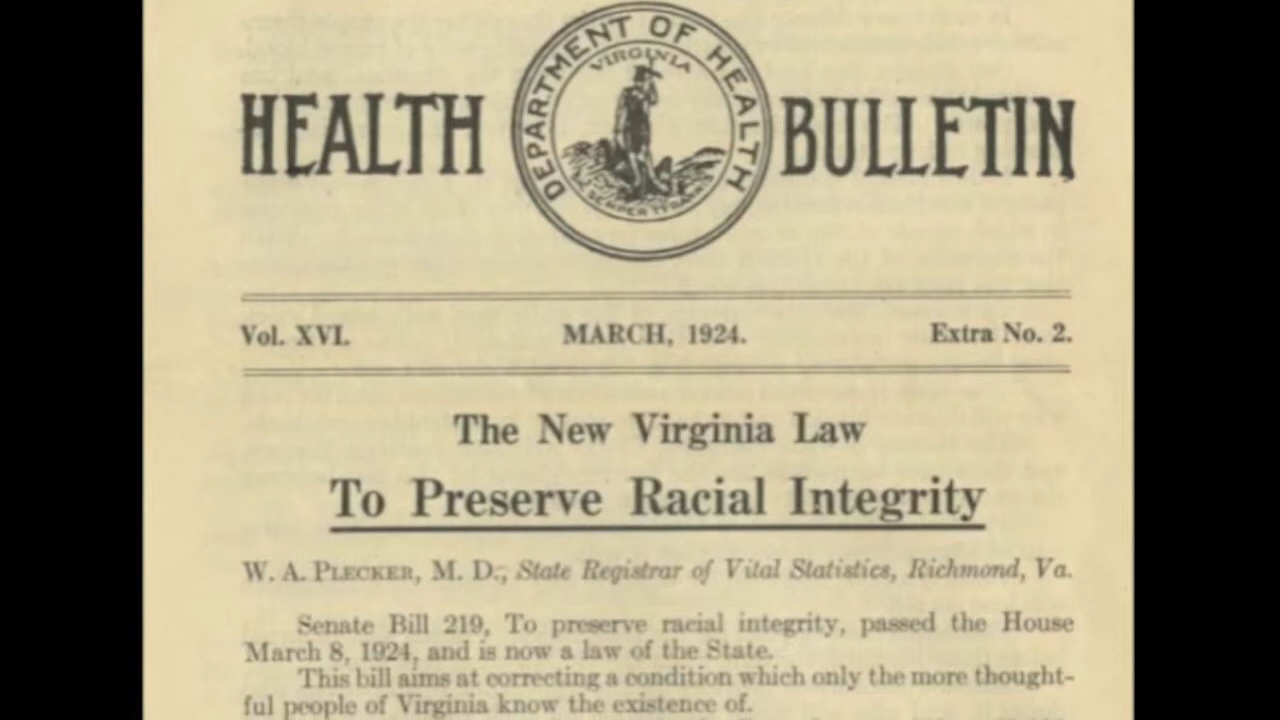 DEPARTMENT OF HEALTH
VIRGINIA
HEALTH BULLETIN
SEMPER TYRANNIS
Vol. XVI. MARCH, 1924. Extra No. 2.
The New Virginia Law
To Preserve Racial Integrity
W. A. PLECKER, M. D., State Registrar of Vital Statistics, Richmond, Va.
Senate Bill 219, To preserve racial integrity, passed the House
March 8, 1924, and is now a law of the State.
This bill aims at correcting a condition which only the more thought-
ful people of Virginia know the existence of.